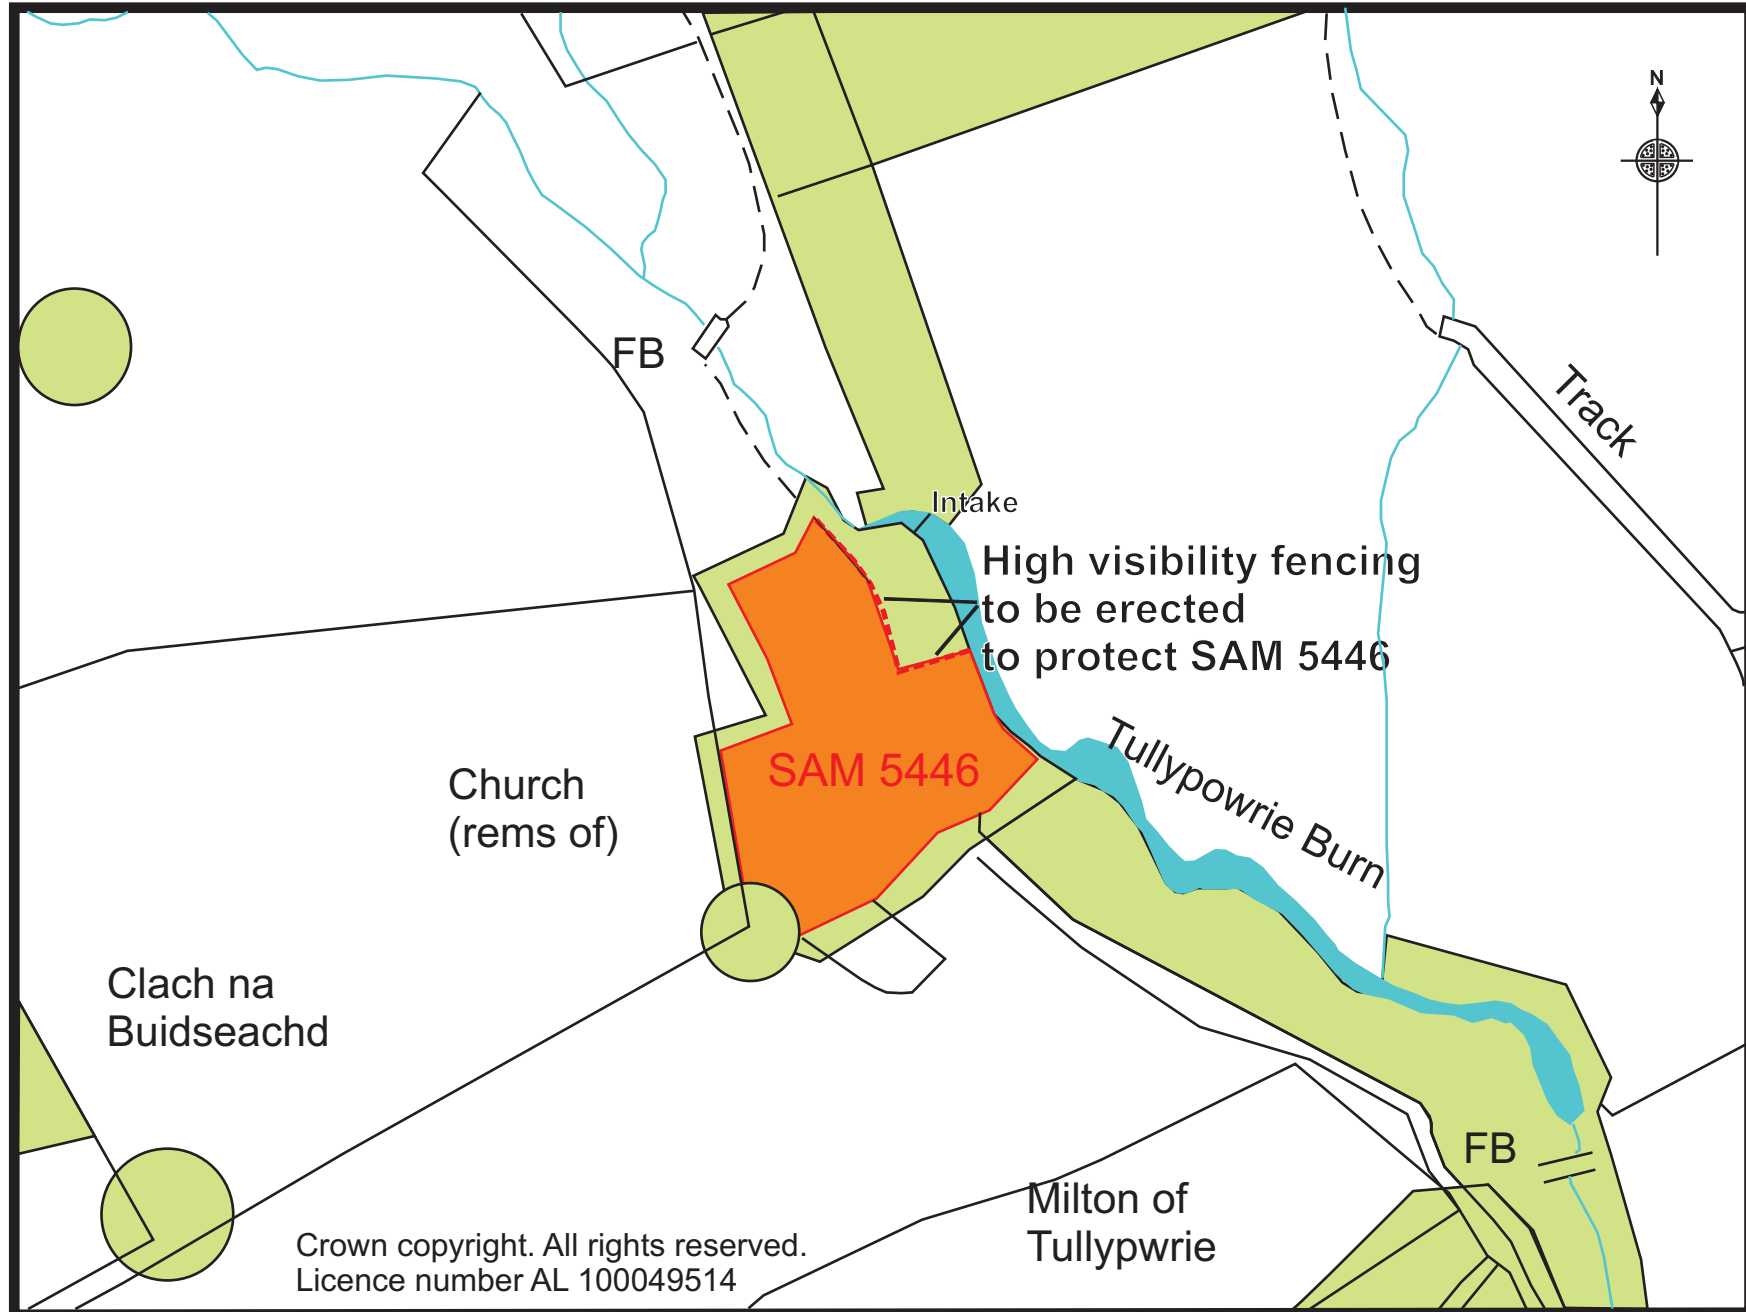 N
FB
Track
Intake
High visibility fencing
to be erected
to protect SAM 5446
Tullypowrie Burn
SAM 5446
Church
(rems of)
Clach na
Buidseachd
FB
Milton of
Tullypwrie
Crown copyright. All rights reserved.
Licence number AL 100049514